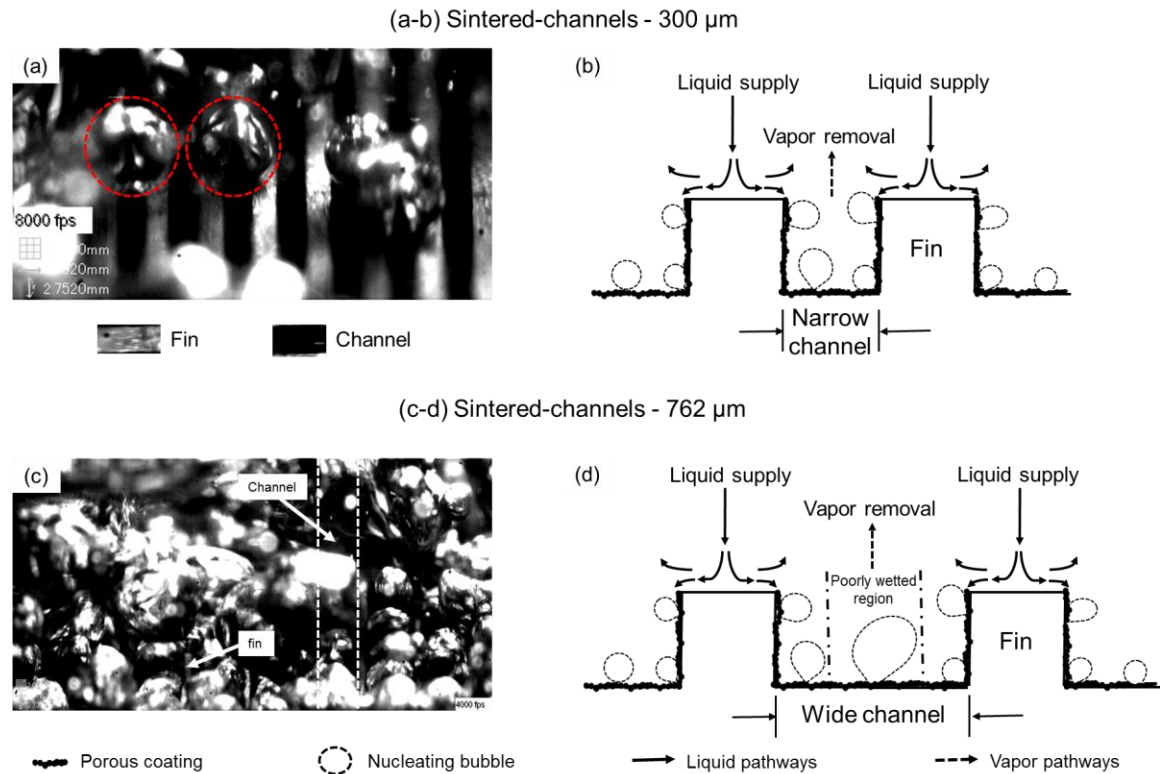 (a-b) Sintered-channels - 300 µm
(a)
8000 fps
2.7520mm
Fin
Channel
(b)
Liquid supply
Liquid supply
Vapor removal
Fin
Narrow
channel
(c-d) Sintered-channels - 762 µm
(c)
Channel
fin
4000 fps
(d)
Liquid supply
Liquid supply
Vapor removal
Poorly wetted
region
Fin
Wide channel
Porous coating
Nucleating bubble
Liquid pathways
Vapor pathways